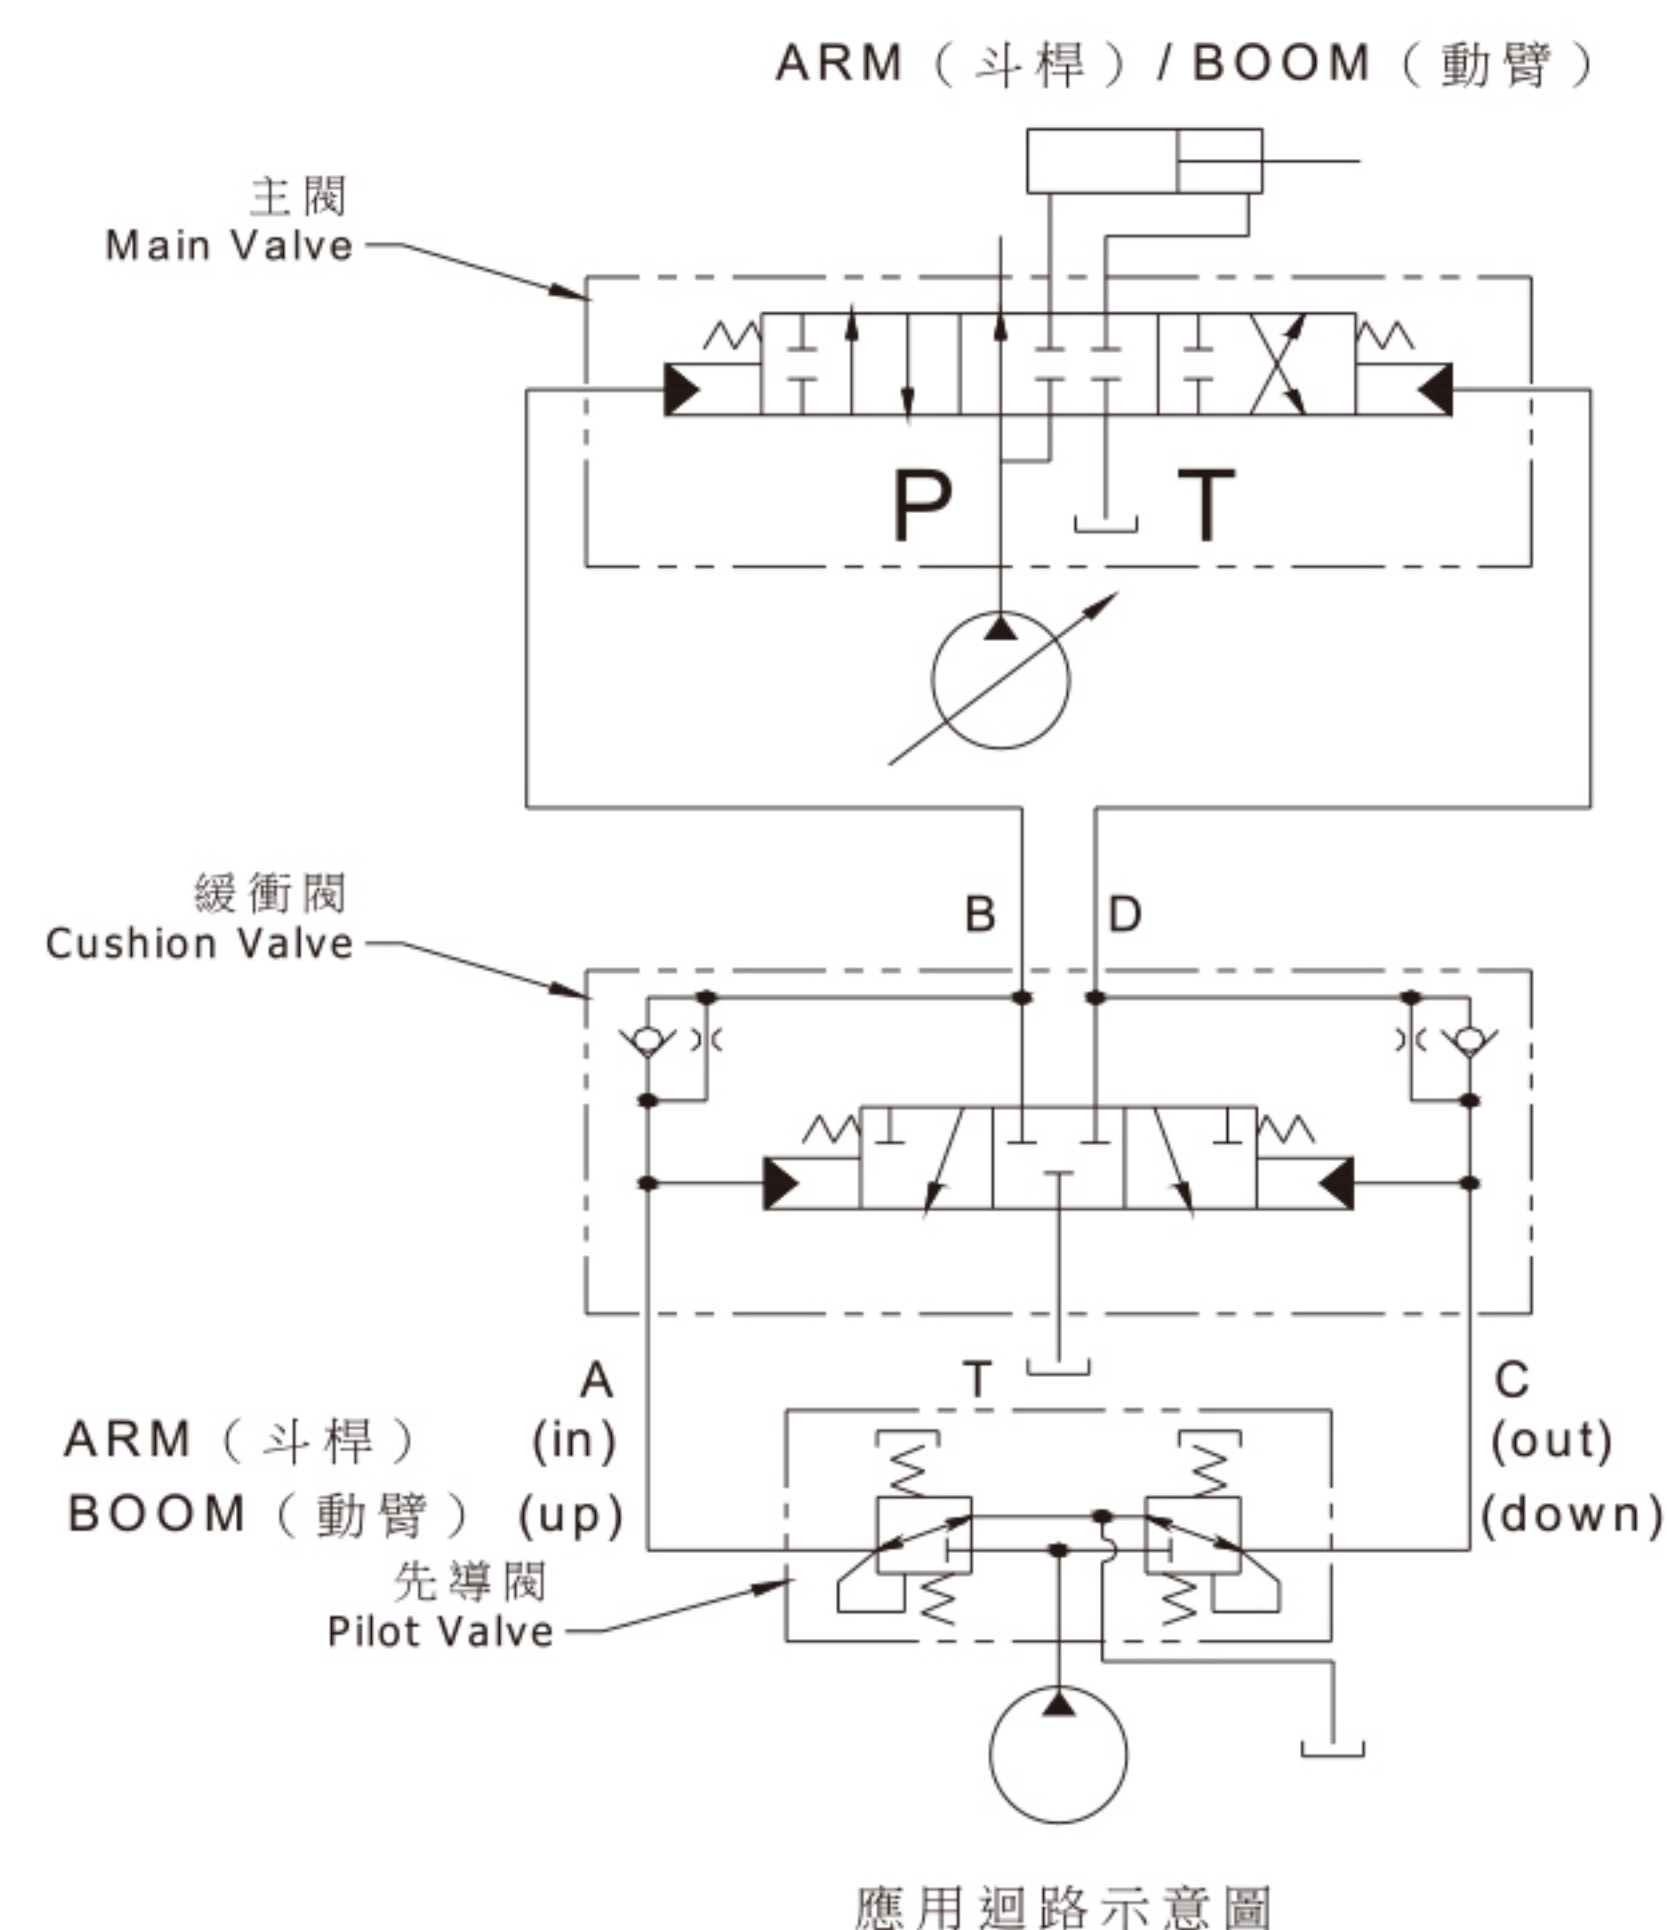 ARM（斗桿）/ BOOM（動臂）
主閥
Main Valve
P
T
緩衝閥
Cushion Valve
B
D
A
T
C
ARM（斗桿） (in)
(out)
BOOM（動臂） (up)
(down)
先導閥
Pilot Valve
應用迴路示意圖